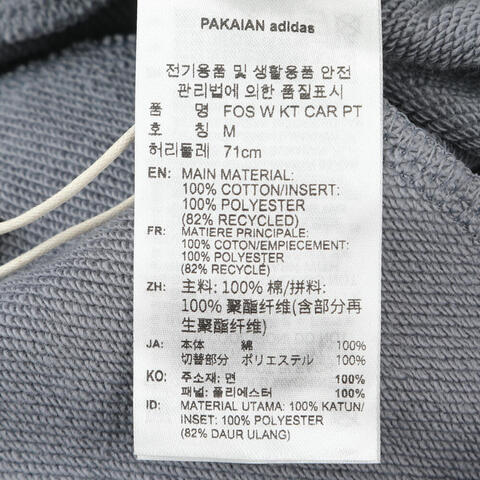 PAKAIAN adidas
전기용품 및 생활용품 안전
관리법에 의한 품질표시
품 명 FOS W KT CAR PT
호 칭 M
허리둘레 71cm
EN: MAIN MATERIAL:
100% COTTON/INSERT:
100% POLYESTER
(82% RECYCLED)
FR: MATIERE PRINCIPALE:
100% COTON/EMPIECEMENT:
100% POLYESTER
(82% RECYCLÉ)
ZH: 主料: 100% 棉/拼料:
100% 聚酯纤维(含部分再
生聚酯纤维)
JA: 本体 綿 100%
切替部分 ポリエステル 100%
KO: 주소재: 면 100%
패널: 폴리에스터 100%
ID: MATERIAL UTAMA: 100% KATUN/
INSET: 100% POLYESTER
(82% DAUR ULANG)